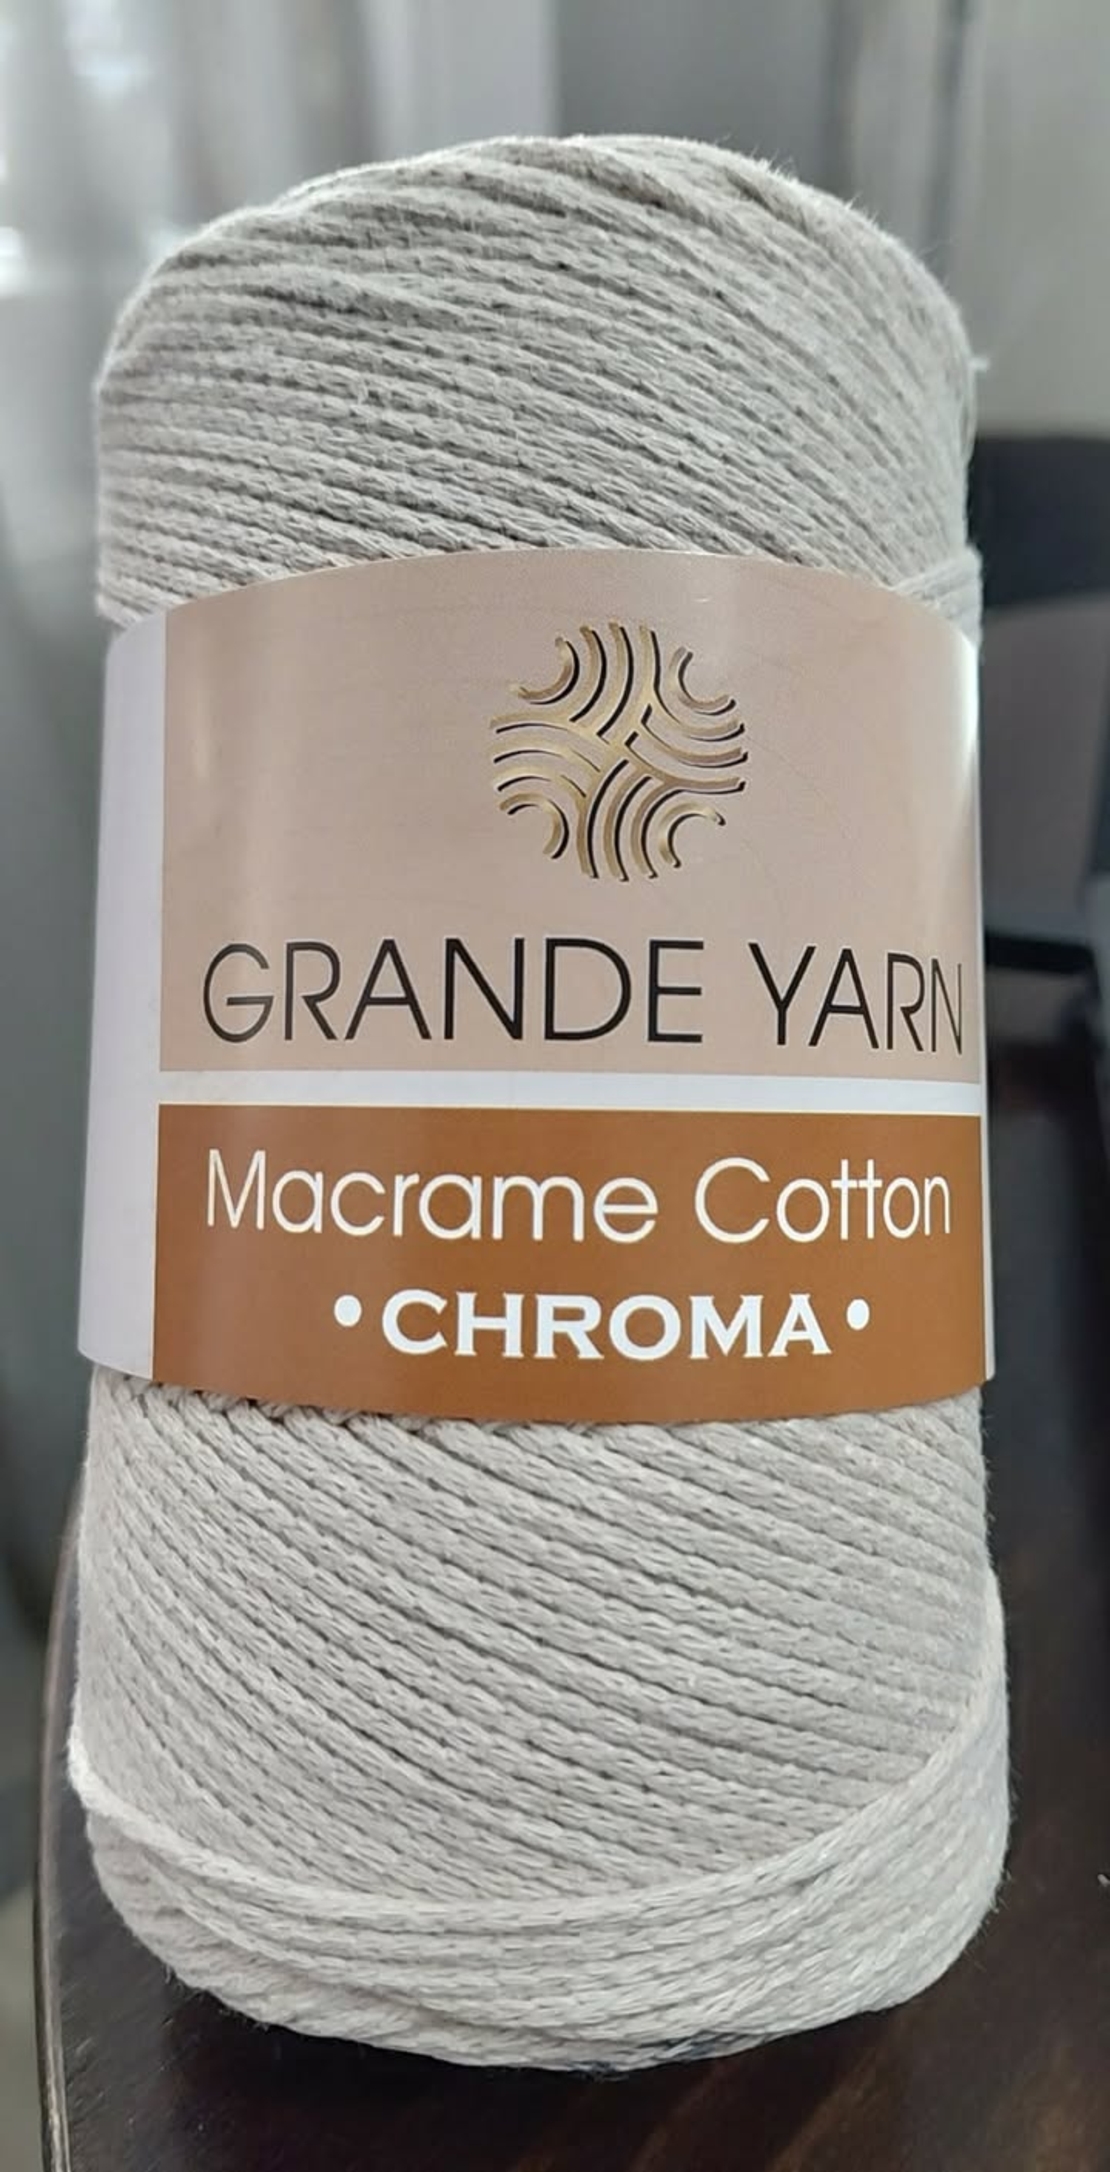 GRANDE YARN
Macrame Cotton
• CHROMA •